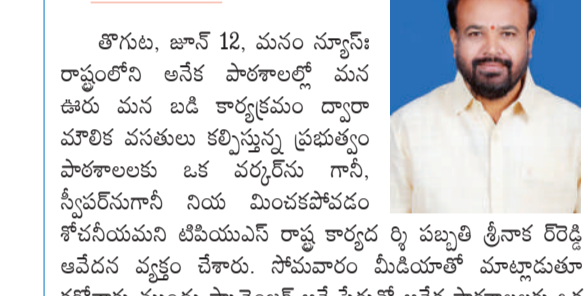 తొగుట, జూన్ 12, మనం న్యూస్:
రాష్ట్రంలోని అనేక పాఠశాలల్లో మన
ఊరు మన బడి కార్యక్రమం ద్వారా
మౌలిక వసతులు కల్పిస్తున్న ప్రభుత్వం
పాఠశాలలకు ఒక వర్కర్‌ను గానీ,
స్వీపర్‌నుగానీ నియ మించకపోవడం
శోచనీయమని టిపియుఎస్ రాష్ట్ర కార్యద ర్శి పబ్బతి శ్రీనాక ర్‌రెడ్డి
ఆవేదన వ్యక్తం చేశారు. సోమవారం మీడియాతో మాట్లాడుతూ